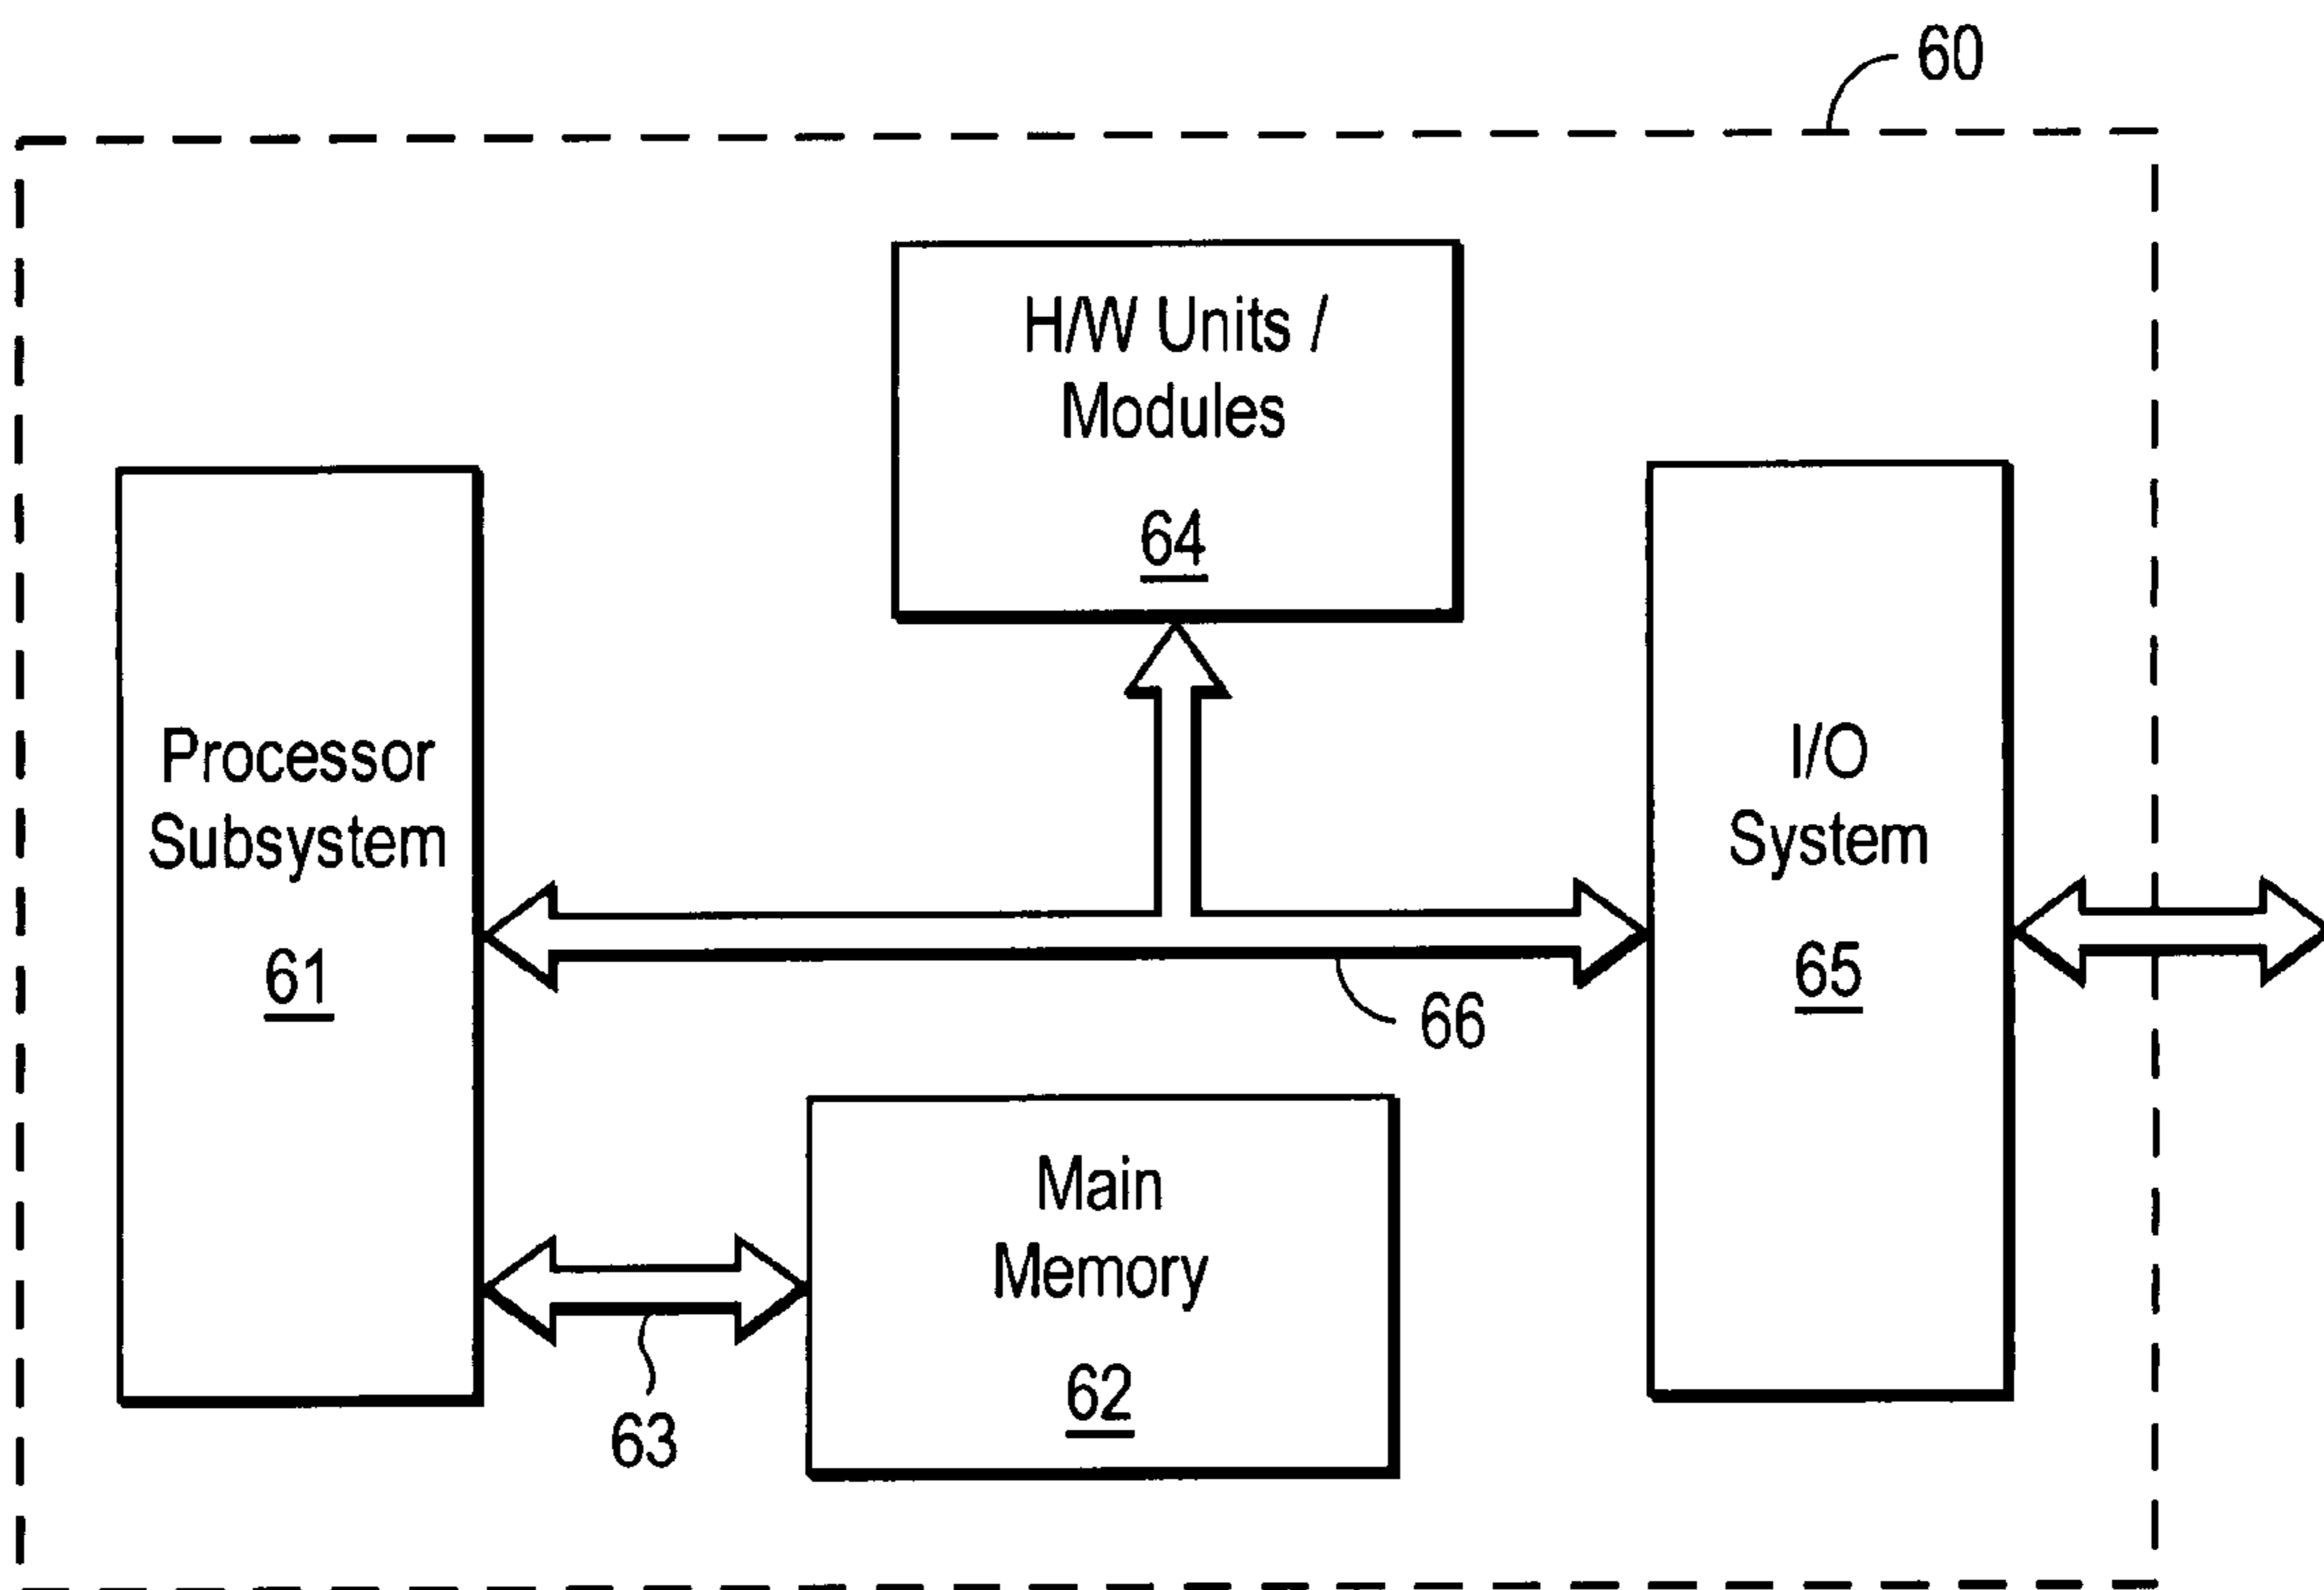 60
H/W Units /
Modules
64
Processor
Subsystem
61
I/O
System
65
66
Main
Memory
62
63